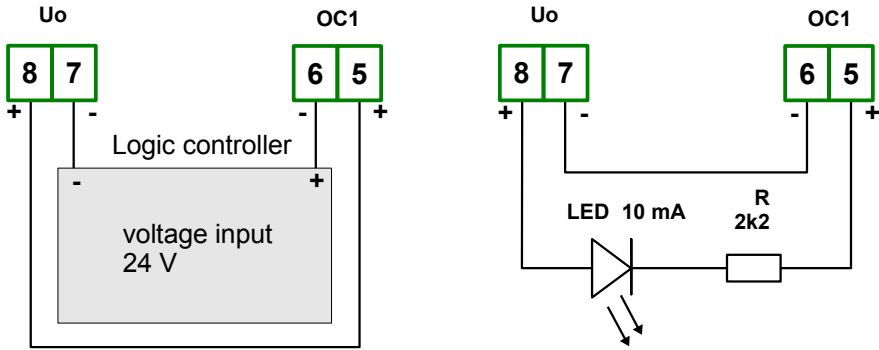 Uo
OC1
8 7
6 5
+ -
- +
Logic controller
- +
voltage input
24 V
Uo
OC1
8 7
6 5
+ -
- +
LED 10 mA
R
2k2